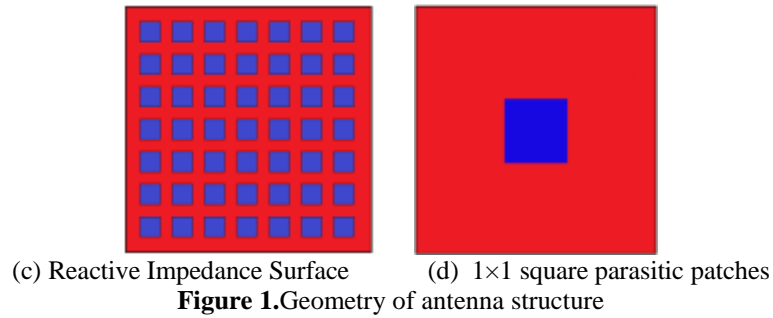 (c) Reactive Impedance Surface (d) 1×1 square parasitic patches
Figure 1.Geometry of antenna structure